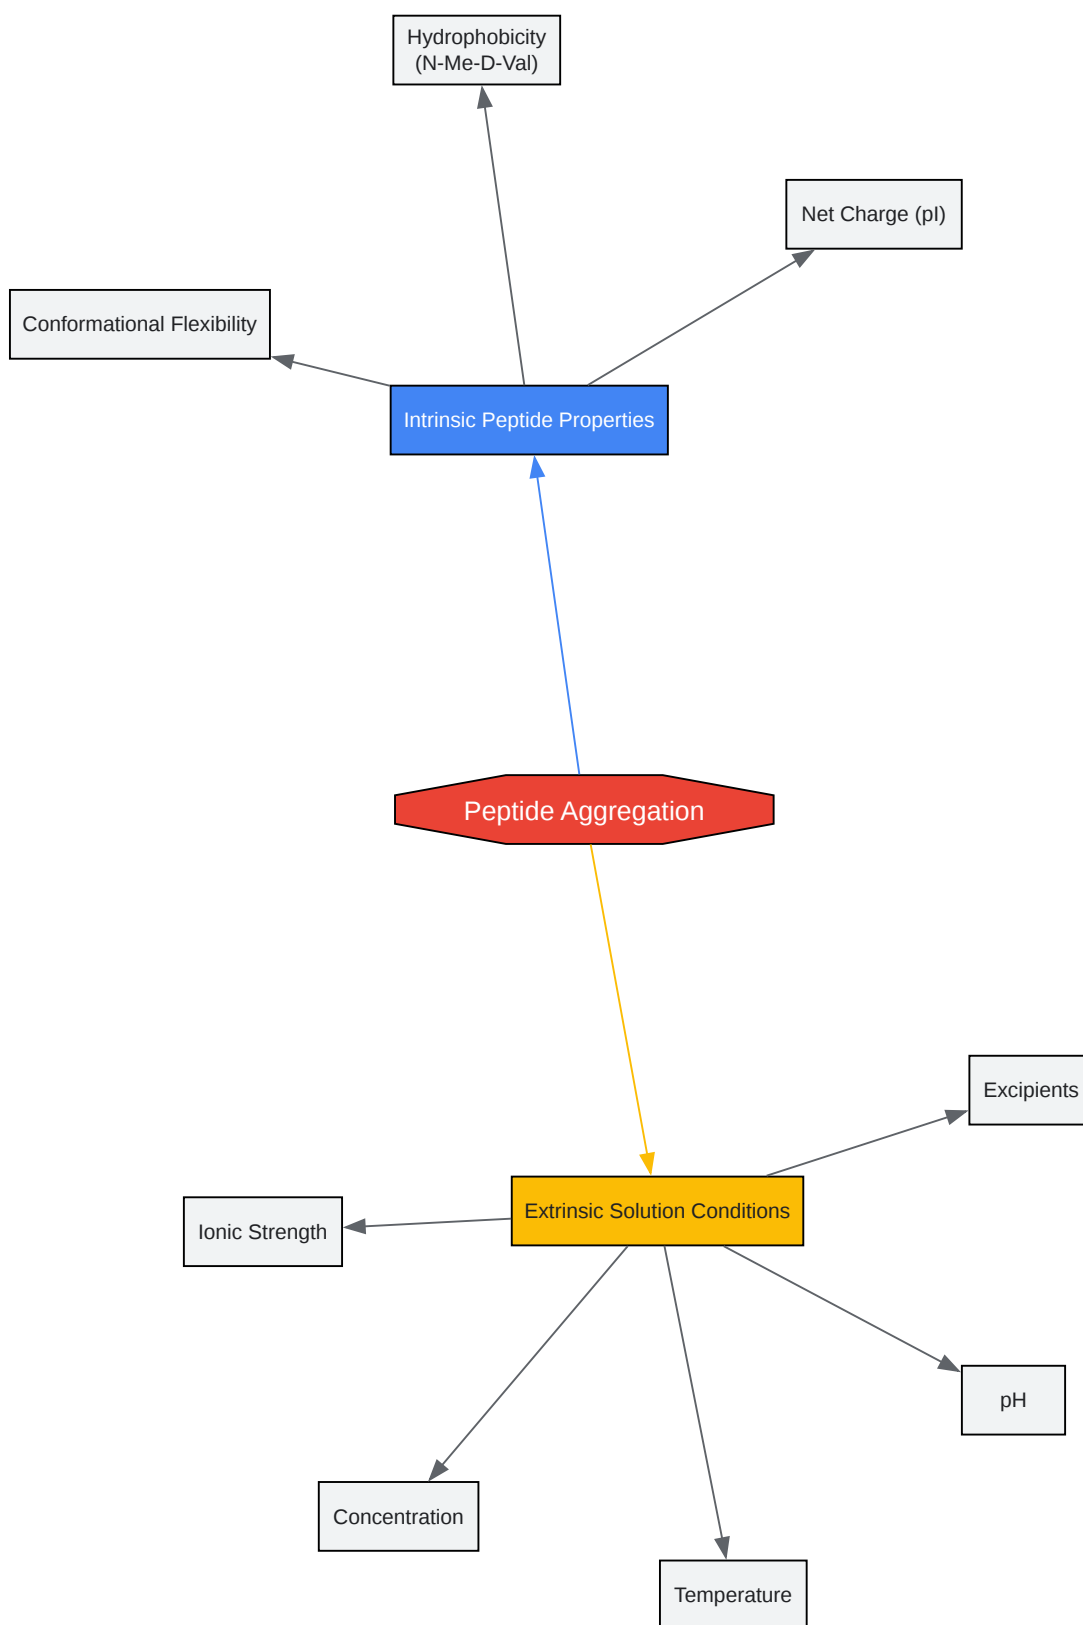 Hydrophobicity
(N-Me-D-Val)
Net Charge (pI)
Conformational Flexibility
Intrinsic Peptide Properties
Peptide Aggregation
Excipients
Extrinsic Solution Conditions
Ionic Strength
pH
Concentration
Temperature